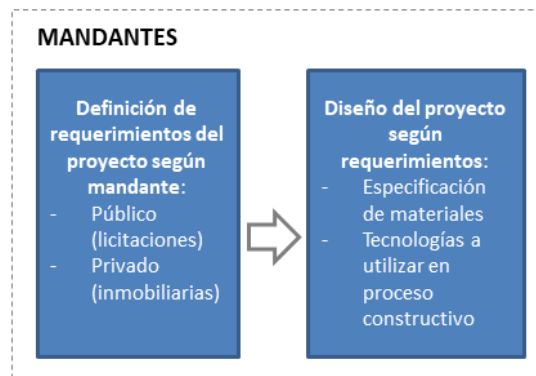 MANDANTES
Definición de
requerimientos del
proyecto según
mandante:
- Público
(licitaciones)
- Privado
(inmobiliarias)
Diseño del proyecto
según
requerimientos:
- Especificación
de materiales
- Tecnologías a
utilizar en
proceso
constructivo